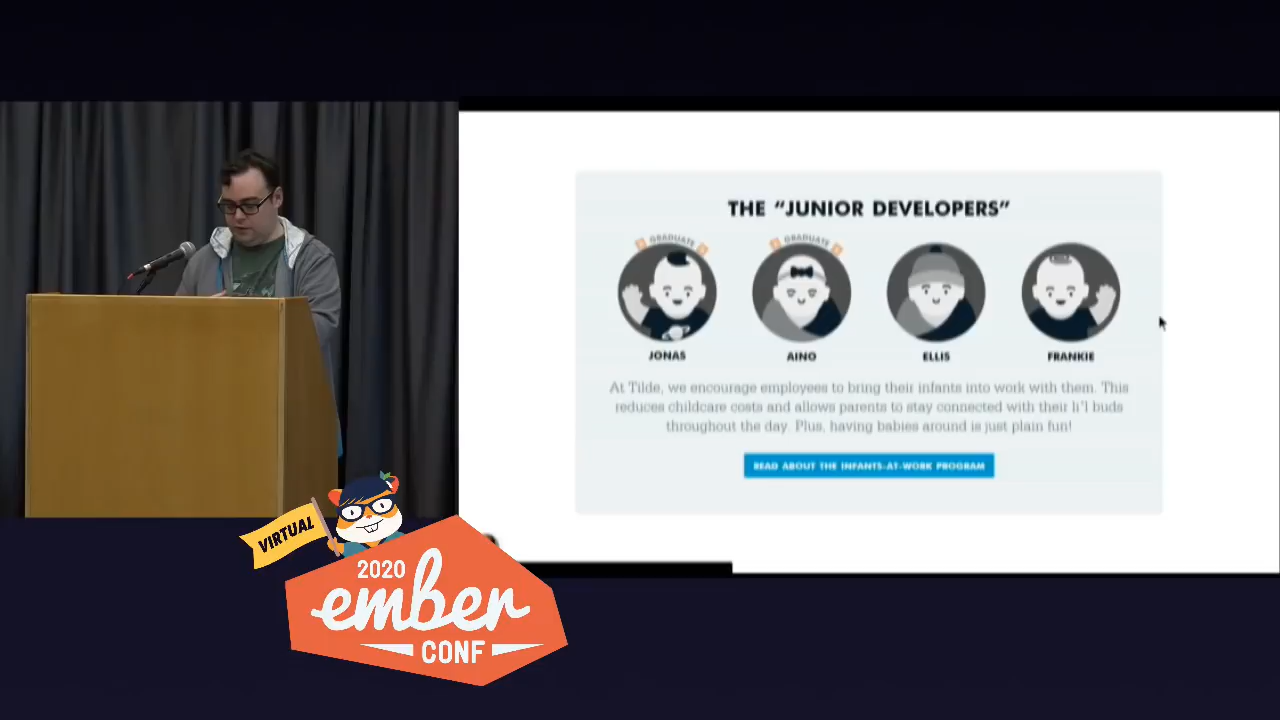 THE "JUNIOR DEVELOPERS"
GRADUATE
GRADUATE
JONAS
AINO
ELLIS
FRANKIE
At Tilde, we encourage employees to bring their infants into work with them. This
reduces childcare costs and allows parents to stay connected with their li'l buds
throughout the day. Plus, having babies around is just plain fun!
READ ABOUT THE INFANTS-AT-WORK PROGRAM
VIRTUAL
2020
ember
CONF